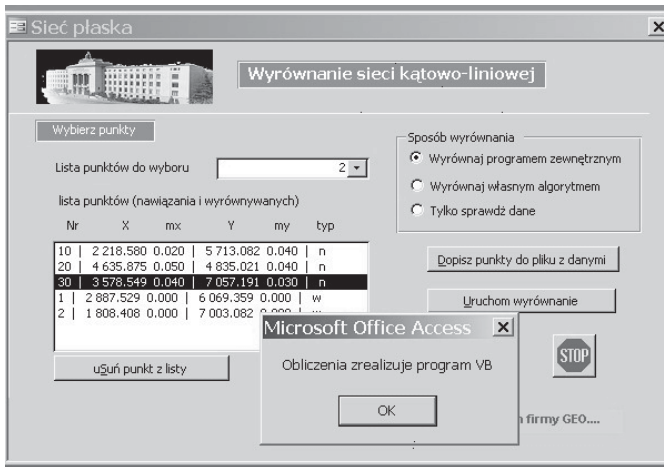 Sieć płaska
Wyrównanie sieci kątowo-liniowej
Wybierz punkty
Lista punktów do wyboru 2
lista punktów (nawiązania i wyrównywanych)
Nr X mx Y my typ
10 | 2 218.580 0.020 | 5 713.082 0.040 | n
20 | 4 635.875 0.050 | 4 835.021 0.040 | n
30 | 3 578.549 0.040 | 7 057.191 0.030 | n
1 | 2 887.529 0.000 | 6 069.359 0.000 | w
2 | 1 808.408 0.000 | 7 003.082
uSuń punkt z listy
Sposób wyrównania
Wyrównaj programem zewnętrznym
Wyrównaj własnym algorytmem
Tylko sprawdź dane
Dopisz punkty do pliku z danymi
Uruchom wyrównanie
STOP
firmy GEO....
Microsoft Office Access
Obliczenia zrealizuje program VB
OK